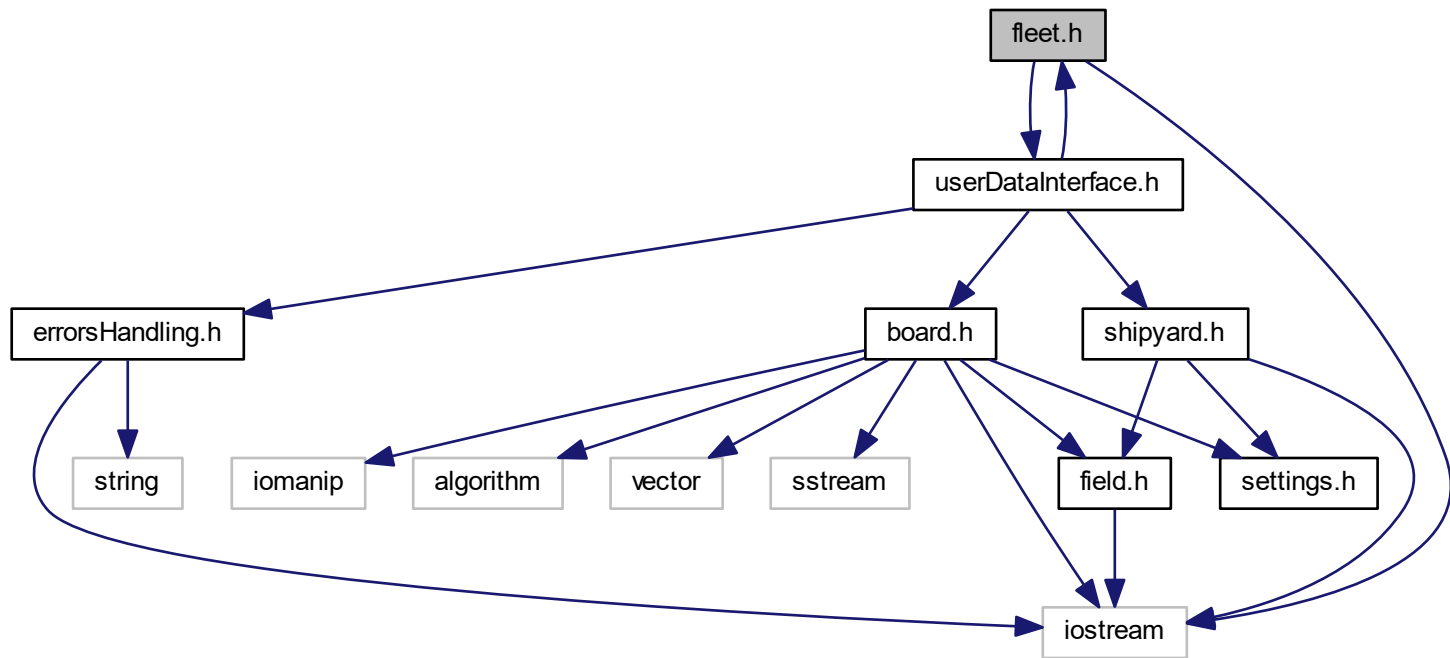 fleet.h
userDataInterface.h
errorsHandling.h
board.h
shipyard.h
string
iomanip
algorithm
vector
sstream
field.h
settings.h
iostream